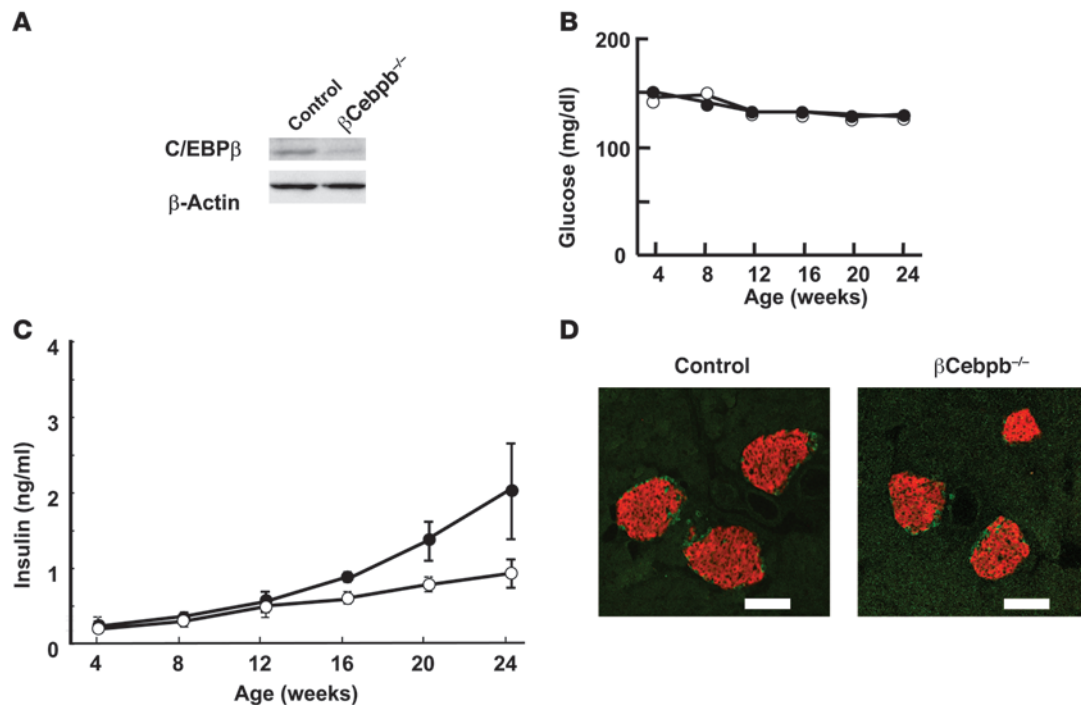 A
Control
βCebpb–/–
C/EBPβ
β-Actin
B
200
100
0
Glucose (mg/dl)
4 8 12 16 20 24
Age (weeks)
C
4
3
2
1
0
Insulin (ng/ml)
4 8 12 16 20 24
Age (weeks)
D
Control βCebpb–/–